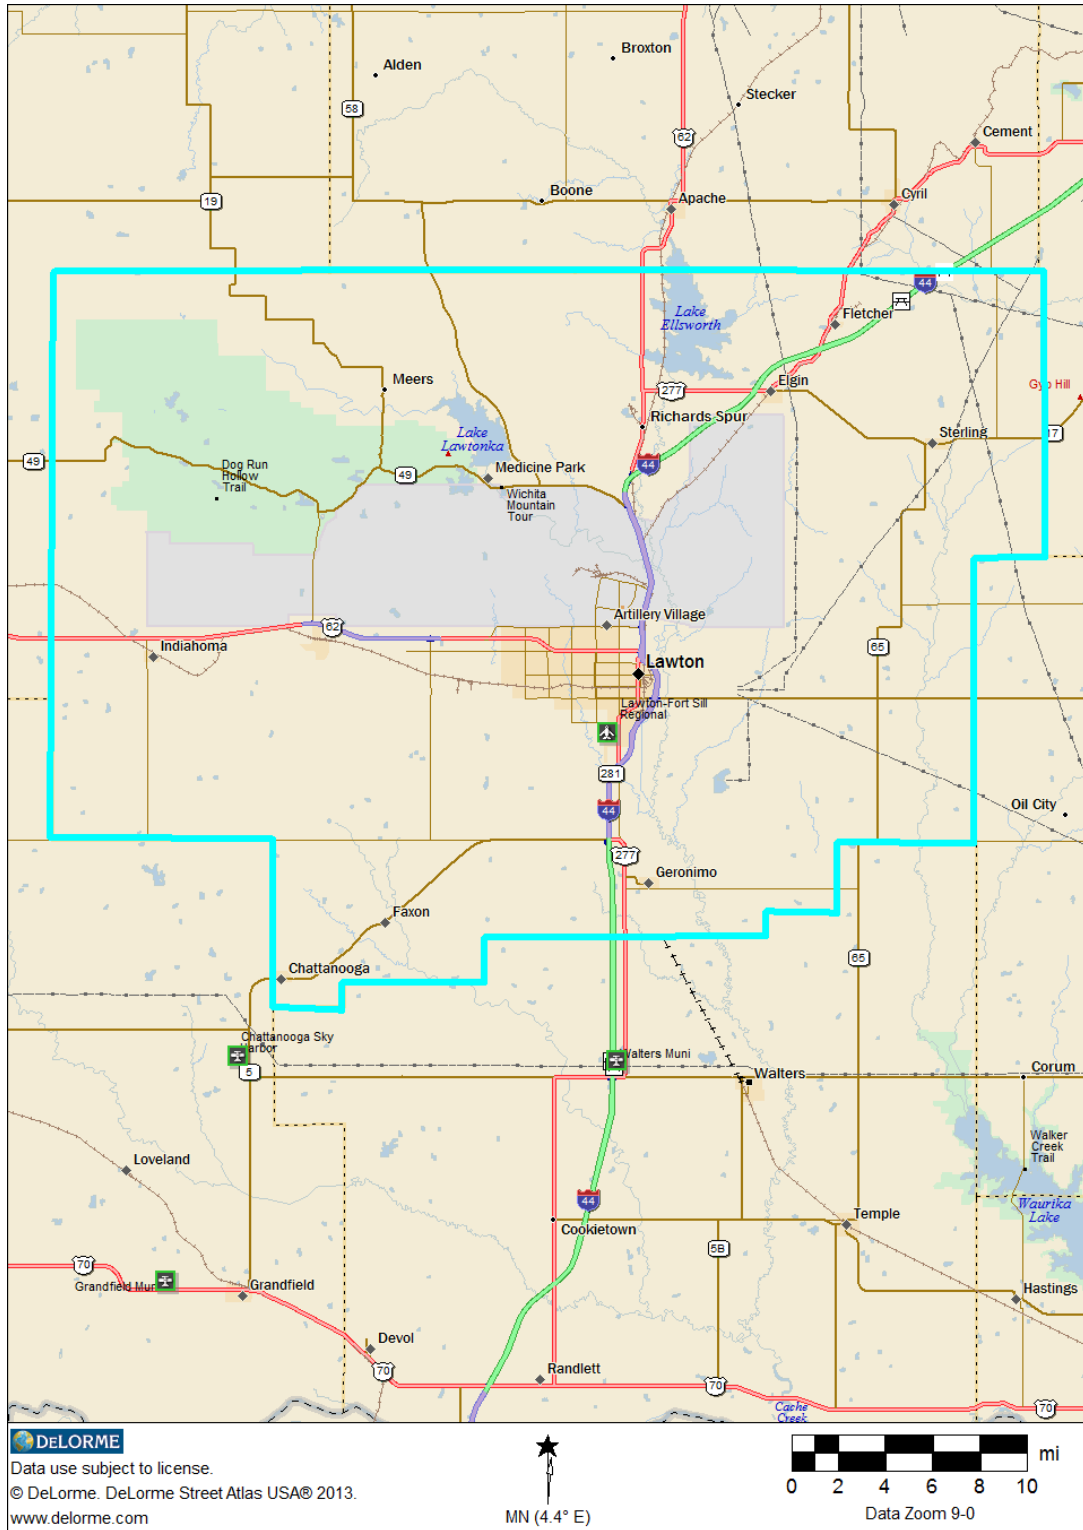 Broxton
Alden
Stecker
58
Cement
62
Boone
Apache
Cyril
19
44
Lake
Ellsworth
Fletcher
Meers
277
Elgin
Gyp Hill
Richards Spur
Lake
Lawtonka
Sterling
17
49
Dog Run
Hollow
Trail
49
Medicine Park
44
Wichita
Mountain
Tour
Artillery Village
62
Indiahoma
65
Lawton
Lawton-Fort Sill
Regional
281
44
Oil City
277
Geronimo
Faxon
Chattanooga
65
Chattanooga Sky
Harbor
Walters Muni
5
Walters
Corum
Walker
Creek
Trail
Loveland
44
Waurika
Lake
Cookietown
Temple
5B
70
Grandfield Mun
Grandfield
Hastings
Devol
70
Randlett
70
Cache
Creek
70
DELORME
Data use subject to license.
© DeLorme. DeLorme Street Atlas USA® 2013.
www.delorme.com
MN (4.4° E)
mi
0 2 4 6 8 10
Data Zoom 9-0